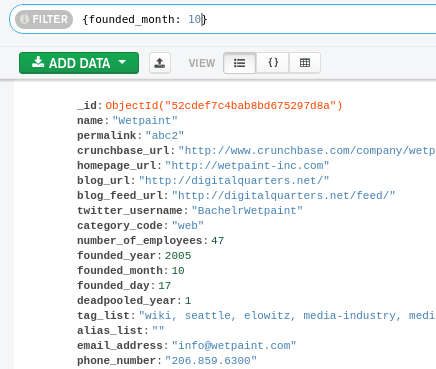 FILTER {founded_month: 10}
ADD DATA VIEW {}
_id: ObjectId("52cdef7c4bab8bd675297d8a")
name: "Wetpaint"
permalink: "abc2"
crunchbase_url: "http://www.crunchbase.com/company/wetp
homepage_url: "http://wetpaint-inc.com"
blog_url: "http://digitalquarters.net/"
blog_feed_url: "http://digitalquarters.net/feed/"
twitter_username: "BachelrWetpaint"
category_code: "web"
number_of_employees: 47
founded_year: 2005
founded_month: 10
founded_day: 17
deadpooled_year: 1
tag_list: "wiki, seattle, elowitz, media-industry, medi
alias_list: ""
email_address: "info@wetpaint.com"
phone_number: "206.859.6300"